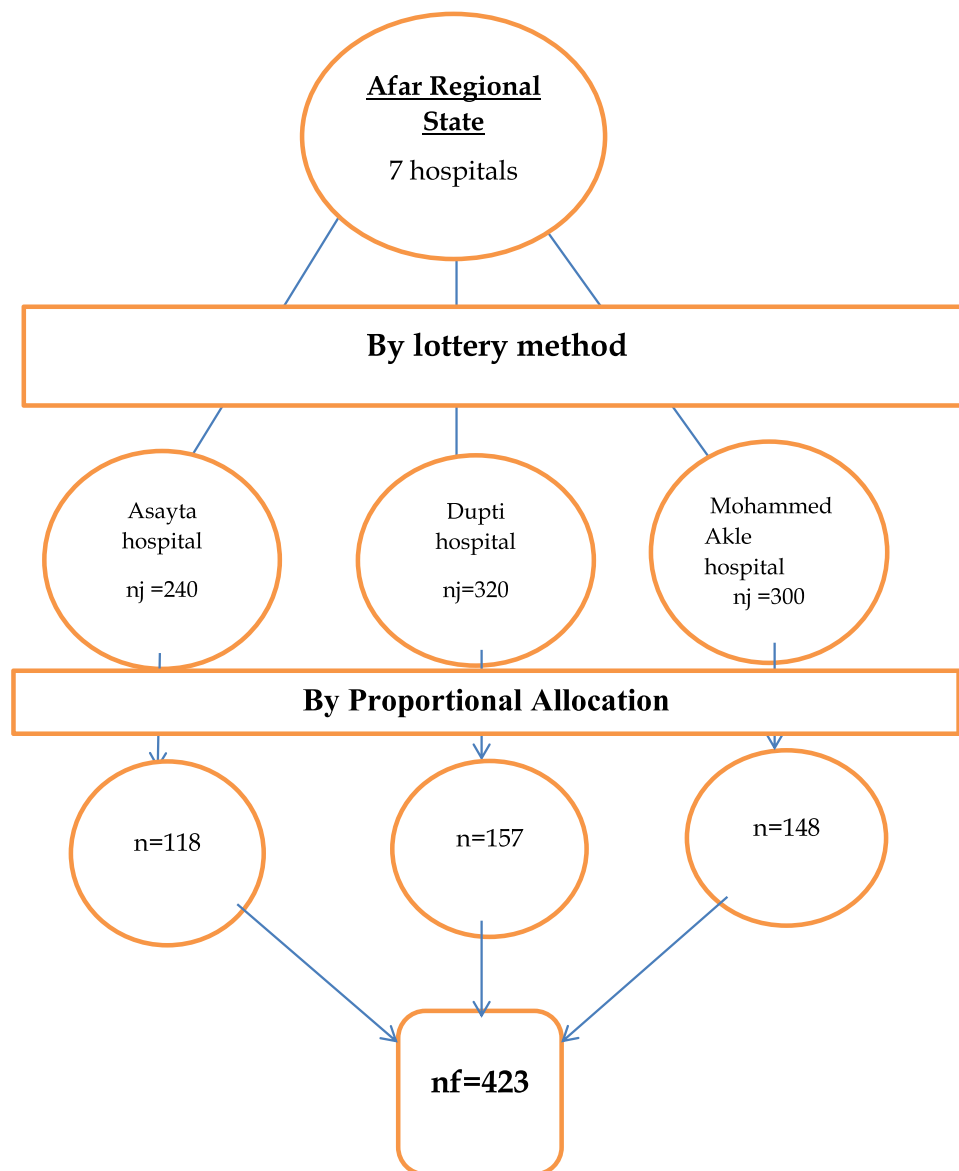 Afar Regional
State
7 hospitals
By lottery method
Asayta
hospital
nj =240
Dupti
hospital
nj=320
Mohammed
Akle
hospital
nj =300
By Proportional Allocation
n=118
n=157
n=148
nf=423